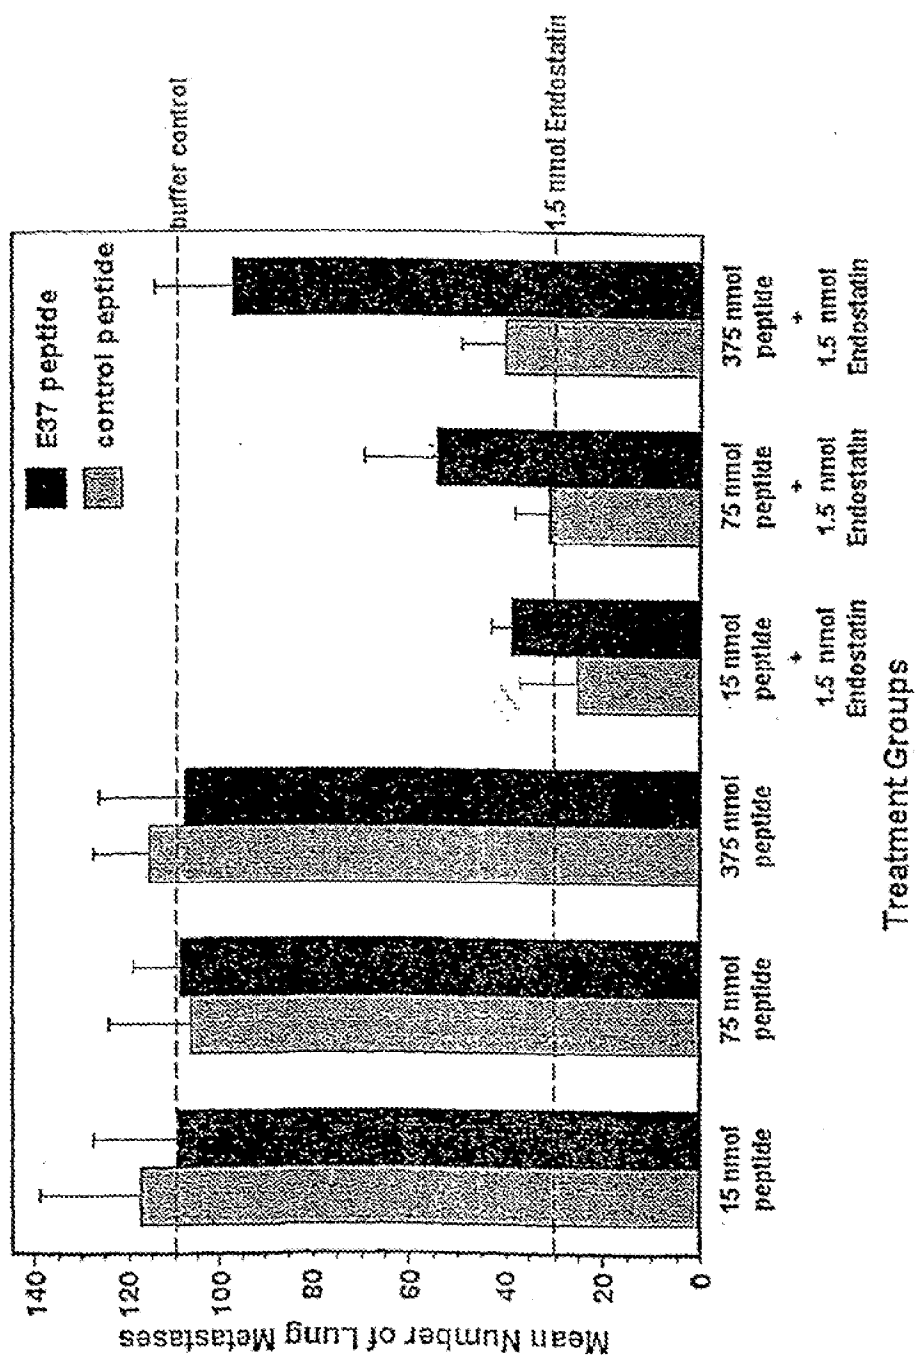 Mean Number of Lung Metastases
140
120
100
80
60
40
20
0
E37 peptide
control peptide
buffer control
1.5 nmol Endostatin
15 nmol
peptide
75 nmol
peptide
375 nmol
peptide
15 nmol
peptide
+
1.5 nmol
Endostatin
75 nmol
peptide
+
1.5 nmol
Endostatin
375 nmol
peptide
+
1.5 nmol
Endostatin
Treatment Groups